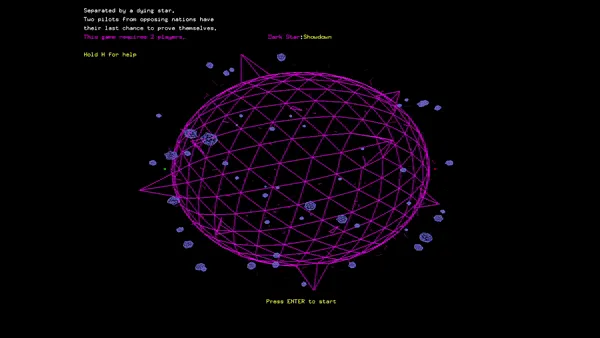 Separated by a dying star,
Two pilots from opposing nations have
their last chance to prove themselves.
This game requires 2 players.
Dark Star:Showdown
Hold H for help
Press ENTER to start